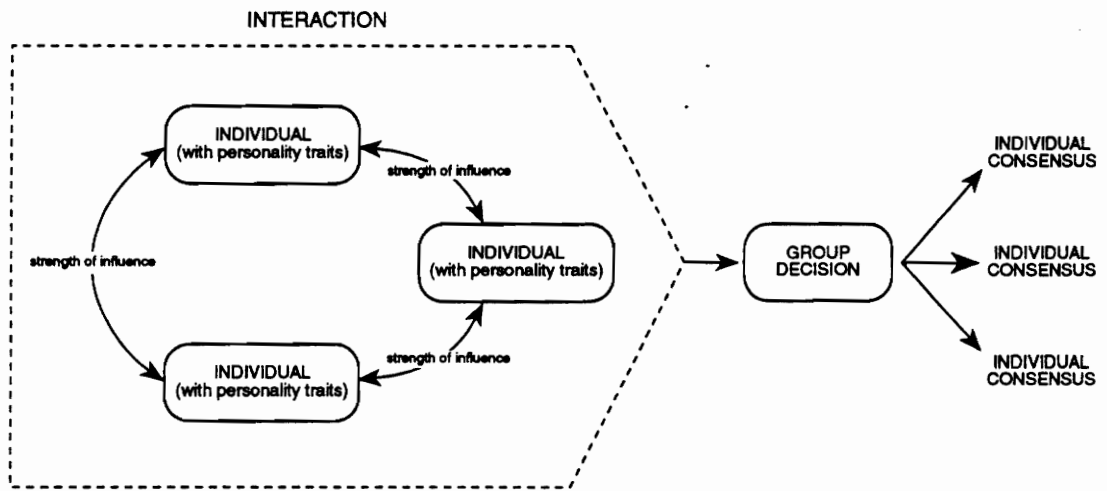 INTERACTION
INDIVIDUAL
(with personality traits)
strength of influence
INDIVIDUAL
(with personality traits)
strength of influence
INDIVIDUAL
(with personality traits)
strength of influence
GROUP
DECISION
INDIVIDUAL
CONSENSUS
INDIVIDUAL
CONSENSUS
INDIVIDUAL
CONSENSUS